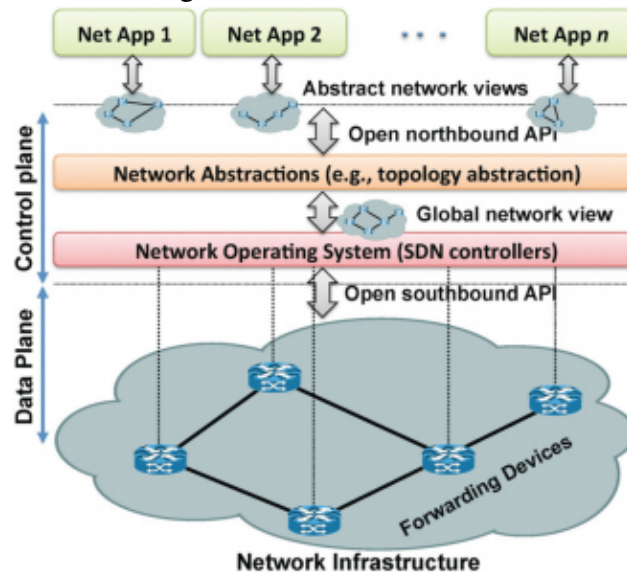 Net App 1
Net App 2
. . .
Net App n
Abstract network views
Open northbound API
Network Abstractions (e.g., topology abstraction)
Global network view
Network Operating System (SDN controllers)
Open southbound API
Control plane
Data Plane
Forwarding Devices
Network Infrastructure